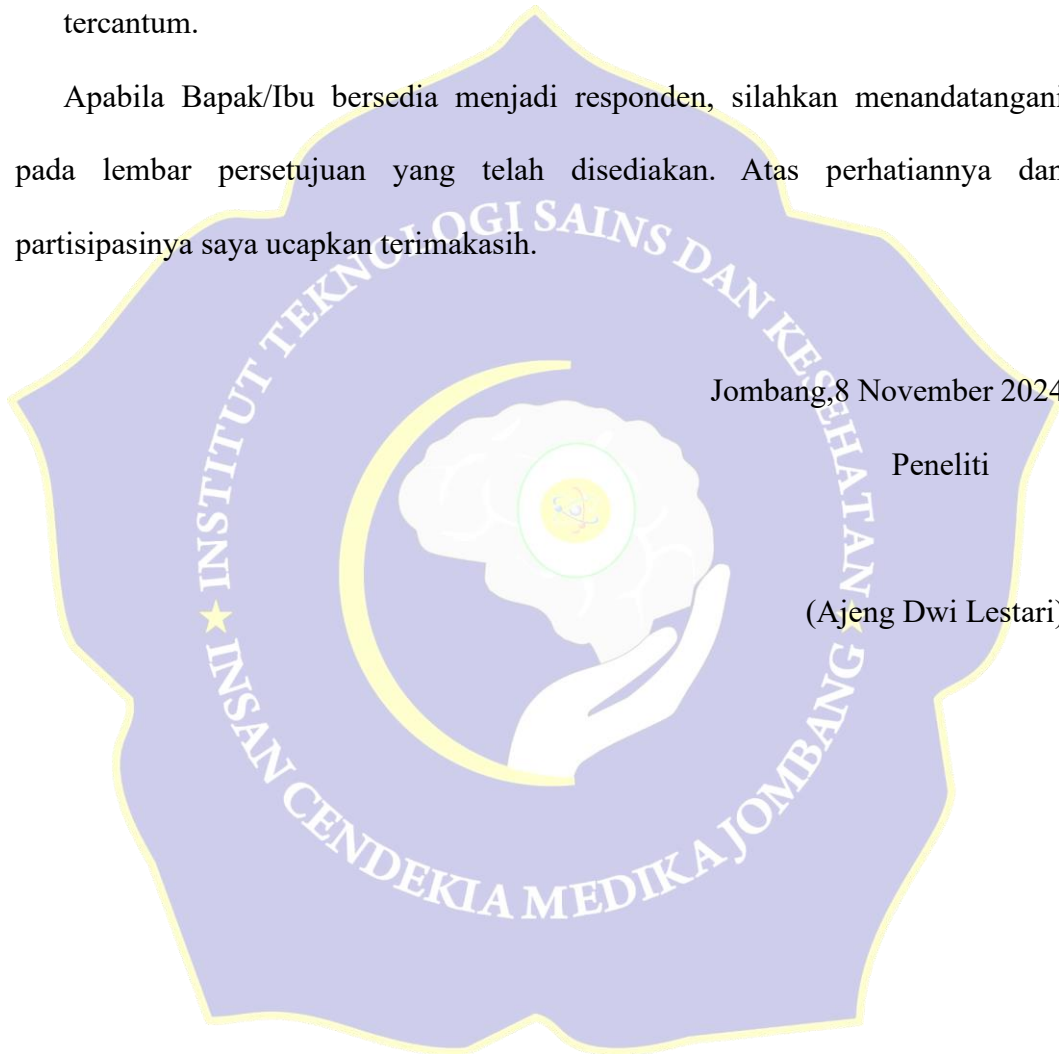 tercantum.
Apabila Bapak/Ibu bersedia menjadi responden, silahkan menandatangani
pada lembar persetujuan yang telah disediakan. Atas perhatiannya dan
partisipasinya saya ucapkan terimakasih.
INSTITUT TEKNOLOGI SAINS DAN KESEHATAN
Jombang,8 November 2024
Peneliti
(Ajeng Dwi Lestari)
INSAN CENDEKIA MEDIKA JOMBANG